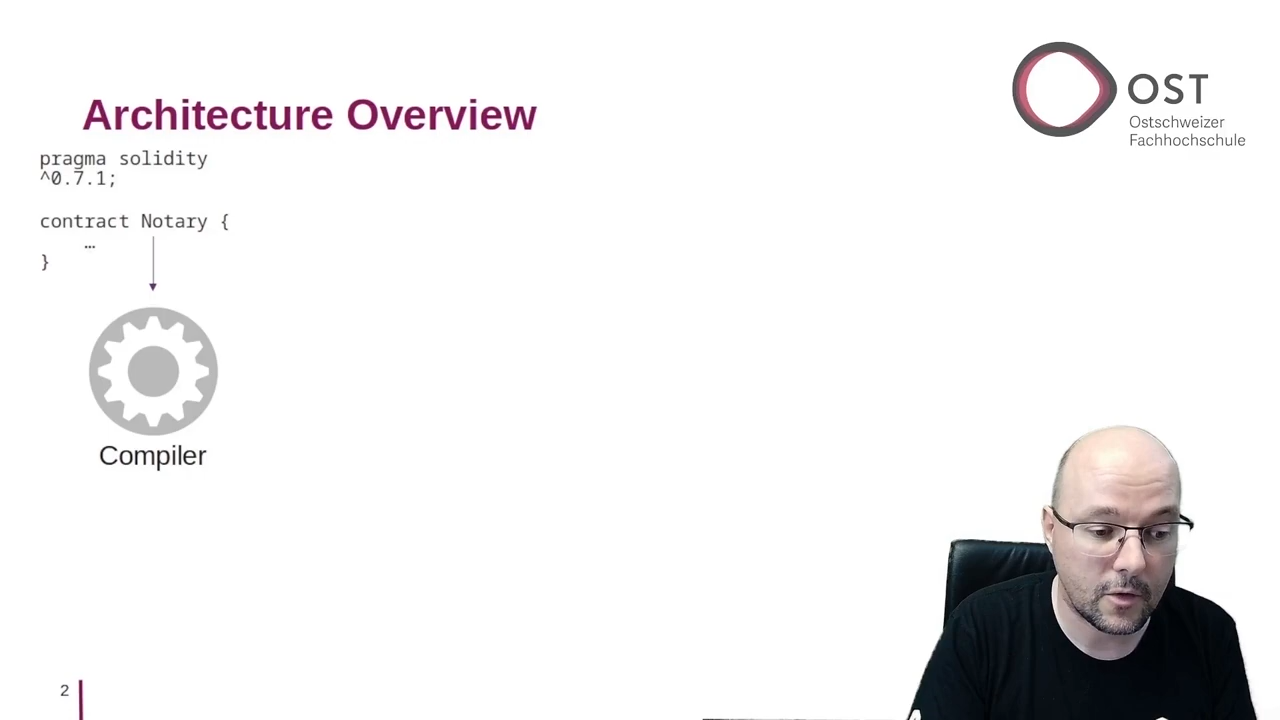 Architecture Overview
OST
Ostschweizer
Fachhochschule
pragma solidity
^0.7.1;
contract Notary {
…
}
Compiler
2